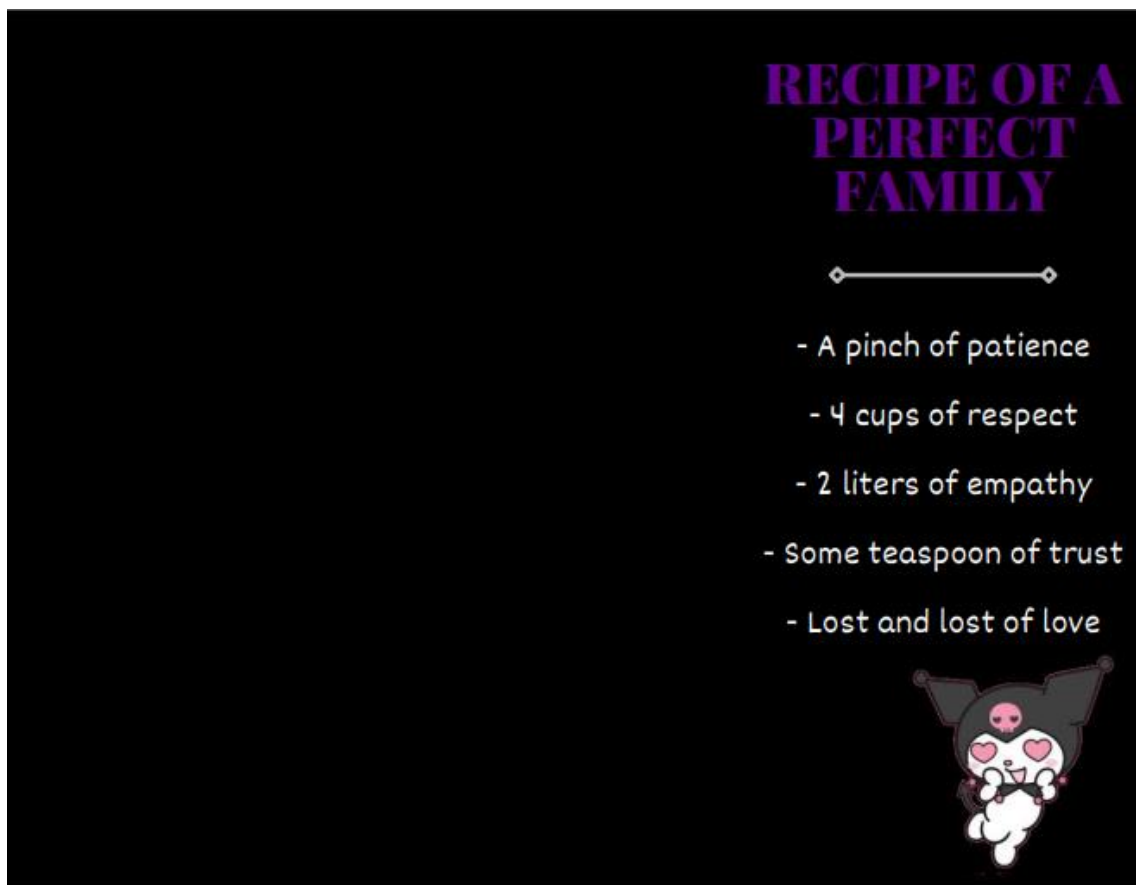 RECIPE OF A
PERFECT
FAMILY
- A pinch of patience
- 4 cups of respect
- 2 liters of empathy
- Some teaspoon of trust
- Lost and lost of love